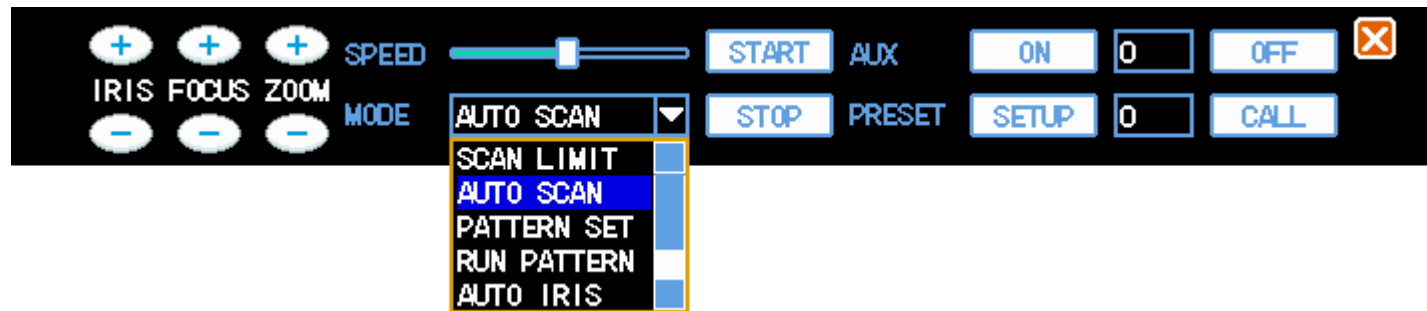 SPEED START AUX ON 0 OFF
IRIS FOCUS ZOOM
MODE AUTO SCAN STOP PRESET SETUP 0 CALL
SCAN LIMIT
AUTO SCAN
PATTERN SET
RUN PATTERN
AUTO IRIS